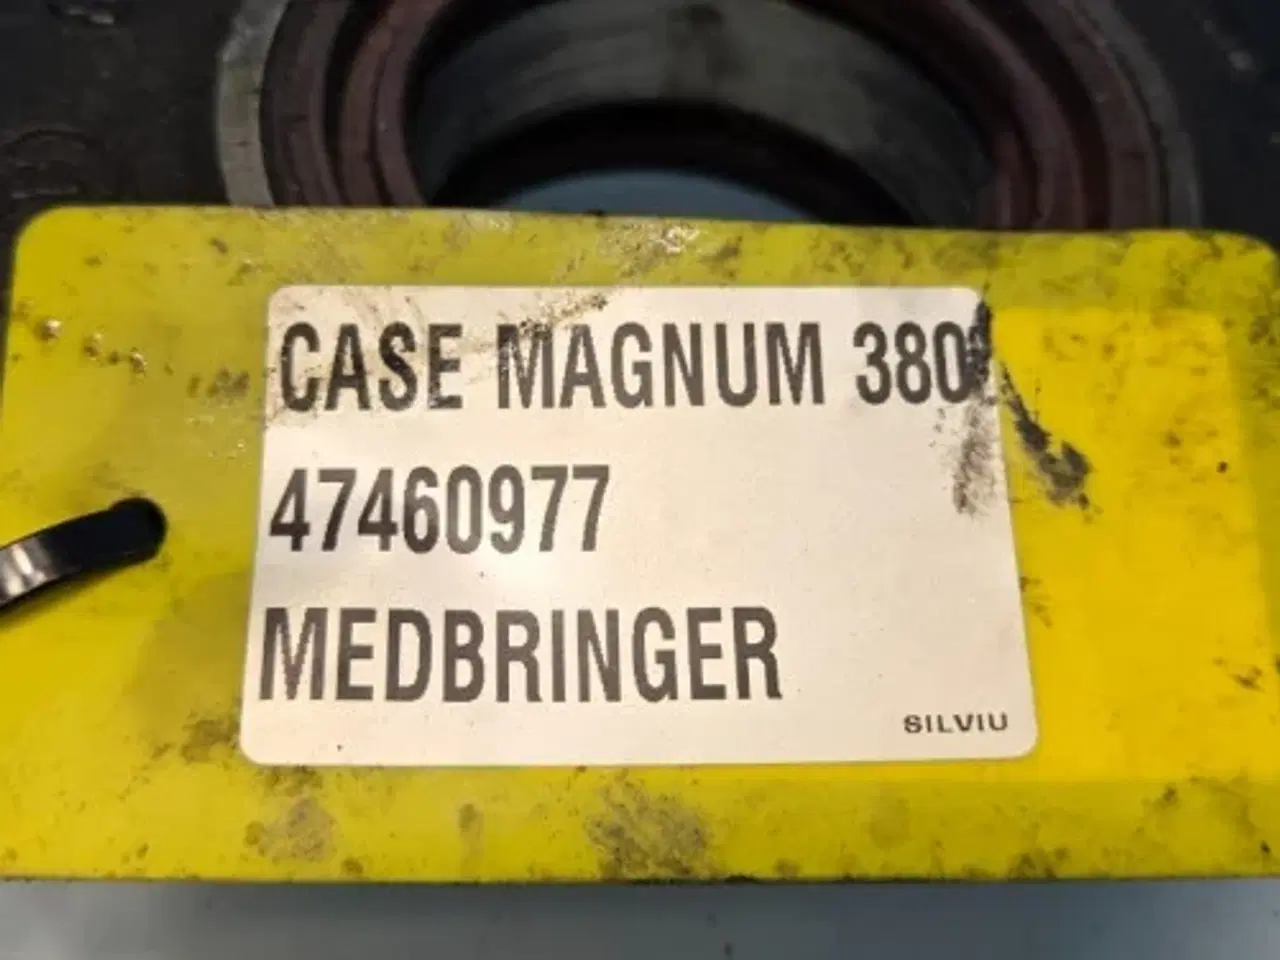 CASE MAGNUM 380
47460977
MEDBRINGER
SILVIU